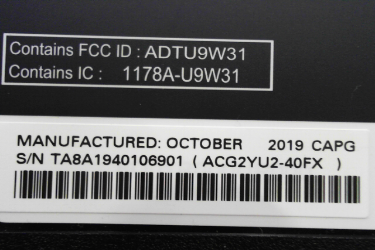 Contains FCC ID : ADTU9W31
Contains IC : 1178A-U9W31
MANUFACTURED: OCTOBER 2019 CAPG
S/N TA8A1940106901 ( ACG2YU2-40FX )